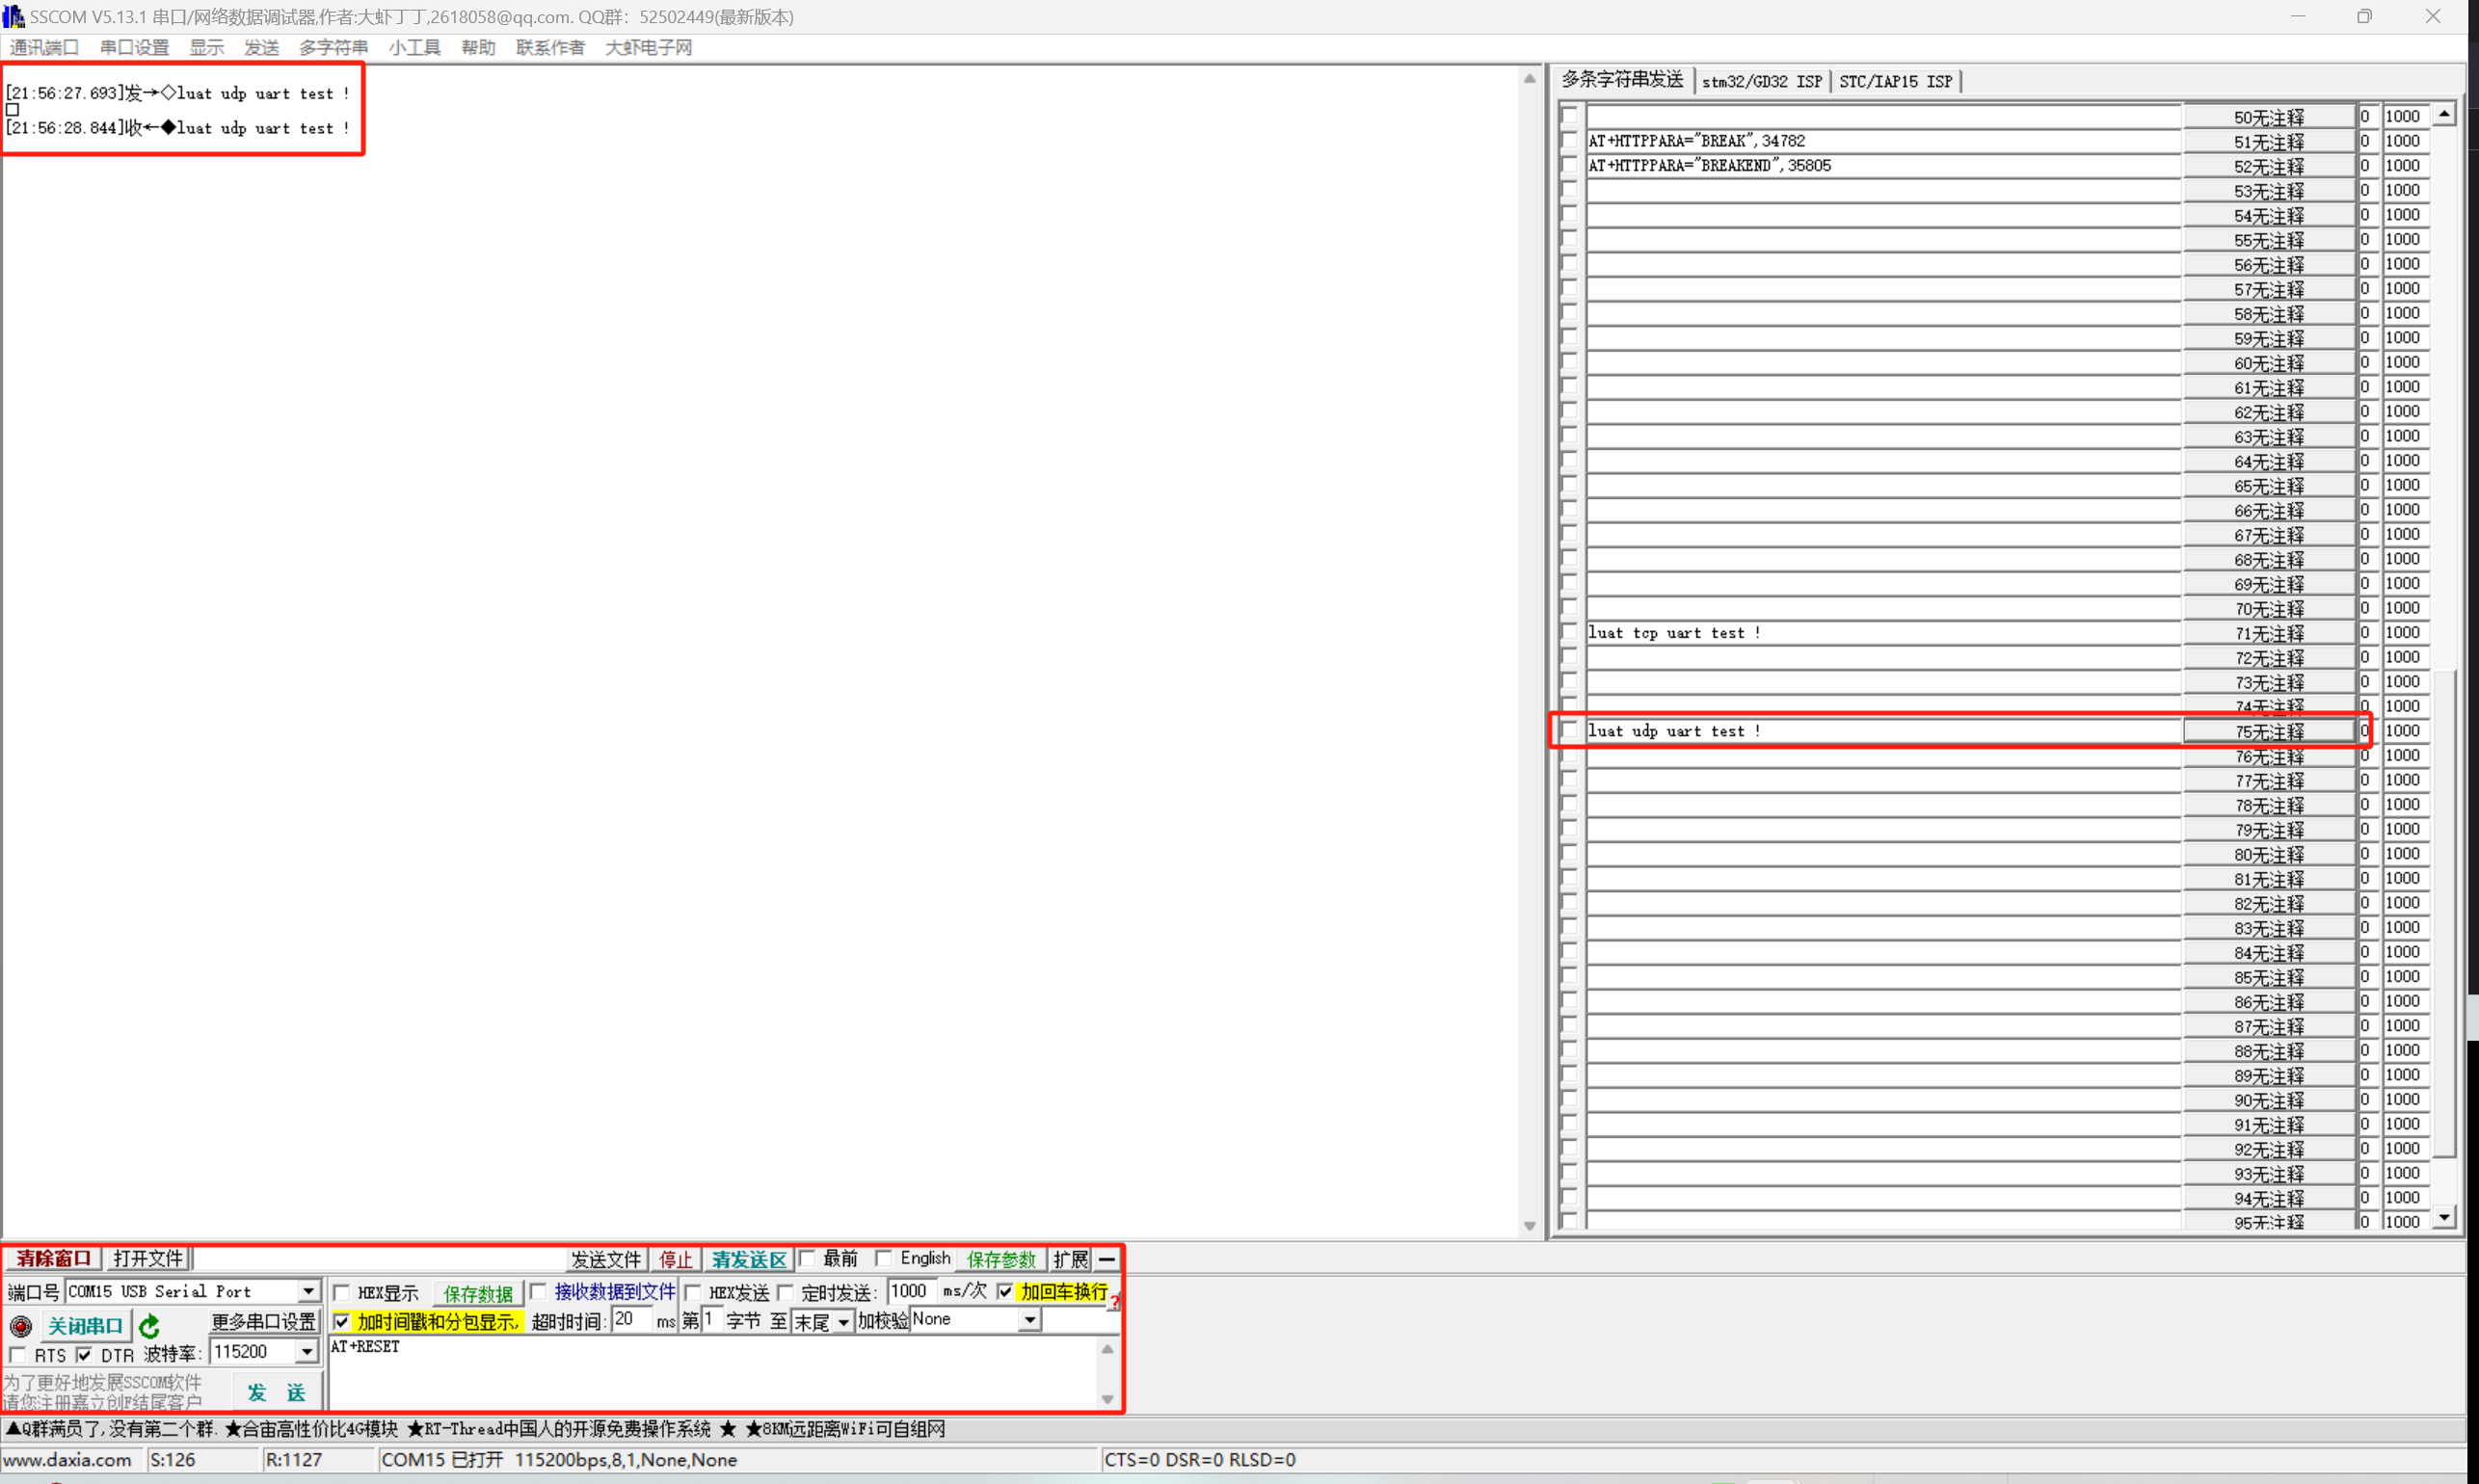 SSCOM V5.13.1 串口/网络数据调试器,作者:大虾丁丁,2618058@qq.com. QQ群: 52502449(最新版本)
通讯端口 串口设置 显示 发送 多字符串 小工具 帮助 联系作者 大虾电子网
[21:56:27.693]发→◇luat udp uart test !
□
[21:56:28.844]收←◆luat udp uart test !
多条字符串发送 stm32/GD32 ISP STC/IAP15 ISP
50无注释 0 1000
AT+HTTPPARA="BREAK",34782 51无注释 0 1000
AT+HTTPPARA="BREAKEND",35805 52无注释 0 1000
53无注释 0 1000
54无注释 0 1000
55无注释 0 1000
56无注释 0 1000
57无注释 0 1000
58无注释 0 1000
59无注释 0 1000
60无注释 0 1000
61无注释 0 1000
62无注释 0 1000
63无注释 0 1000
64无注释 0 1000
65无注释 0 1000
66无注释 0 1000
67无注释 0 1000
68无注释 0 1000
69无注释 0 1000
70无注释 0 1000
luat tcp uart test ! 71无注释 0 1000
72无注释 0 1000
73无注释 0 1000
74无注释 0 1000
luat udp uart test ! 75无注释 0 1000
76无注释 0 1000
77无注释 0 1000
78无注释 0 1000
79无注释 0 1000
80无注释 0 1000
81无注释 0 1000
82无注释 0 1000
83无注释 0 1000
84无注释 0 1000
85无注释 0 1000
86无注释 0 1000
87无注释 0 1000
88无注释 0 1000
89无注释 0 1000
90无注释 0 1000
91无注释 0 1000
92无注释 0 1000
93无注释 0 1000
94无注释 0 1000
95无注释 0 1000
清除窗口 打开文件 发送文件 停止 清发送区 最前 English 保存参数 扩展 —
端口号 COM15 USB Serial Port HEX显示 保存数据 接收数据到文件 HEX发送 定时发送: 1000 ms/次 加回车换行 ?
关闭串口 更多串口设置 加时间戳和分包显示, 超时时间: 20 ms 第1 字节 至 末尾 加校验 None
RTS DTR 波特率: 115200 AT+RESET
为了更好地发展SSCOM软件
请您注册嘉立创F结尾客户 发 送
▲Q群满员了,没有第二个群. ★合宙高性价比4G模块 ★RT-Thread中国人的开源免费操作系统 ★ ★8KM远距离WiFi可自组网
www.daxia.com S:126 R:1127 COM15 已打开 115200bps,8,1,None,None CTS=0 DSR=0 RLSD=0